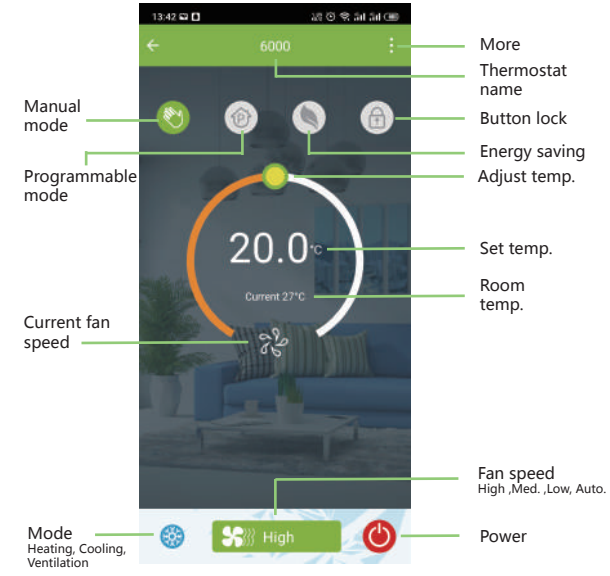 13:42
6000
More
Thermostat
name
Manual
mode
Button lock
P
Energy saving
Programmable
mode
Adjust temp.
20.0°C
Set temp.
Current 27°C
Room
temp.
Current fan
speed
Fan speed
High ,Med. ,Low, Auto.
Mode
Heating, Cooling,
Ventilation
High
Power